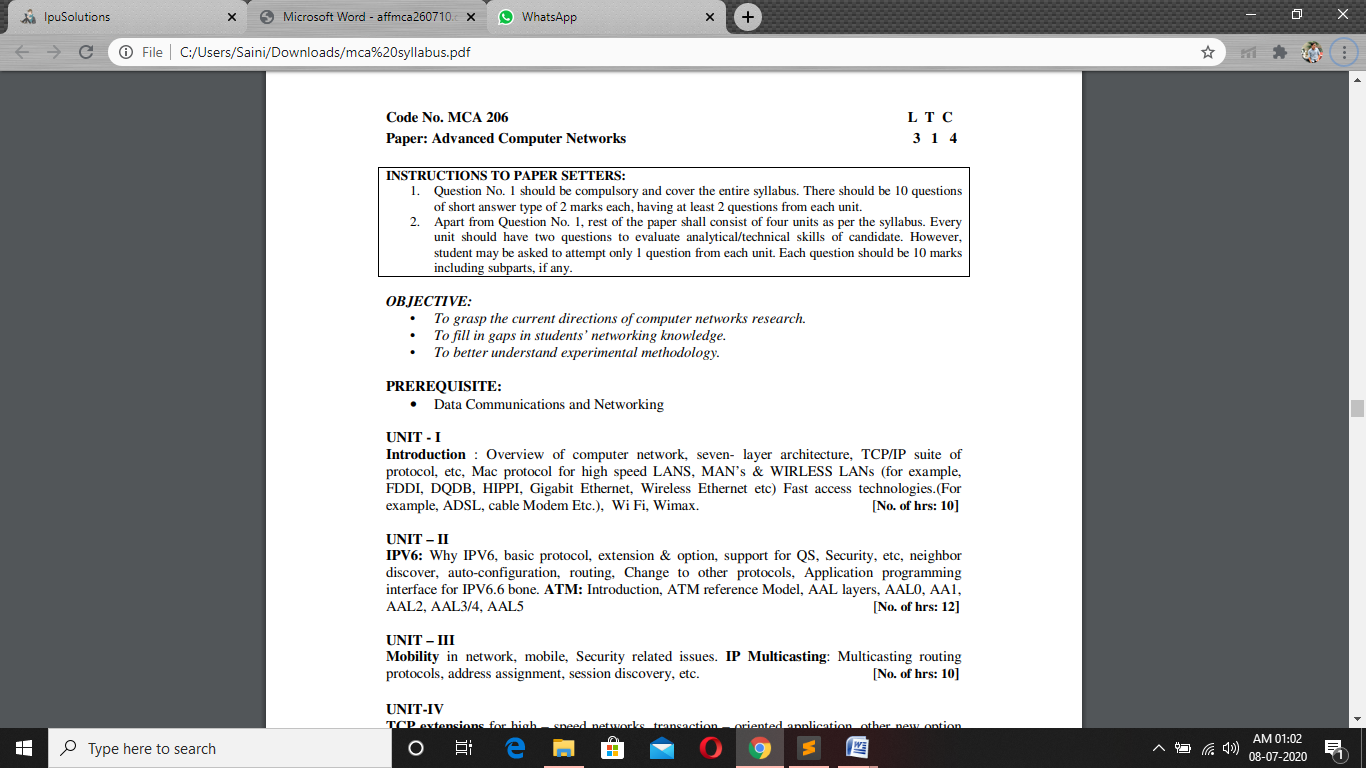 IpuSolutions
Microsoft Word - affmca260710.
WhatsApp
File C:/Users/Saini/Downloads/mca%20syllabus.pdf
Code No. MCA 206 L T C
Paper: Advanced Computer Networks 3 1 4
INSTRUCTIONS TO PAPER SETTERS:
1. Question No. 1 should be compulsory and cover the entire syllabus. There should be 10 questions
of short answer type of 2 marks each, having at least 2 questions from each unit.
2. Apart from Question No. 1, rest of the paper shall consist of four units as per the syllabus. Every
unit should have two questions to evaluate analytical/technical skills of candidate. However,
student may be asked to attempt only 1 question from each unit. Each question should be 10 marks
including subparts, if any.
OBJECTIVE:
• To grasp the current directions of computer networks research.
• To fill in gaps in students' networking knowledge.
• To better understand experimental methodology.
PREREQUISITE:
• Data Communications and Networking
UNIT - I
Introduction : Overview of computer network, seven- layer architecture, TCP/IP suite of
protocol, etc, Mac protocol for high speed LANS, MAN's & WIRLESS LANs (for example,
FDDI, DQDB, HIPPI, Gigabit Ethernet, Wireless Ethernet etc) Fast access technologies.(For
example, ADSL, cable Modem Etc.), Wi Fi, Wimax. [No. of hrs: 10]
UNIT – II
IPV6: Why IPV6, basic protocol, extension & option, support for QS, Security, etc, neighbor
discover, auto-configuration, routing, Change to other protocols, Application programming
interface for IPV6.6 bone. ATM: Introduction, ATM reference Model, AAL layers, AAL0, AA1,
AAL2, AAL3/4, AAL5 [No. of hrs: 12]
UNIT – III
Mobility in network, mobile, Security related issues. IP Multicasting: Multicasting routing
protocols, address assignment, session discovery, etc. [No. of hrs: 10]
UNIT-IV
TCP extensions for high – speed networks, transaction – oriented application, other new option
Type here to search
AM 01:02
08-07-2020
1